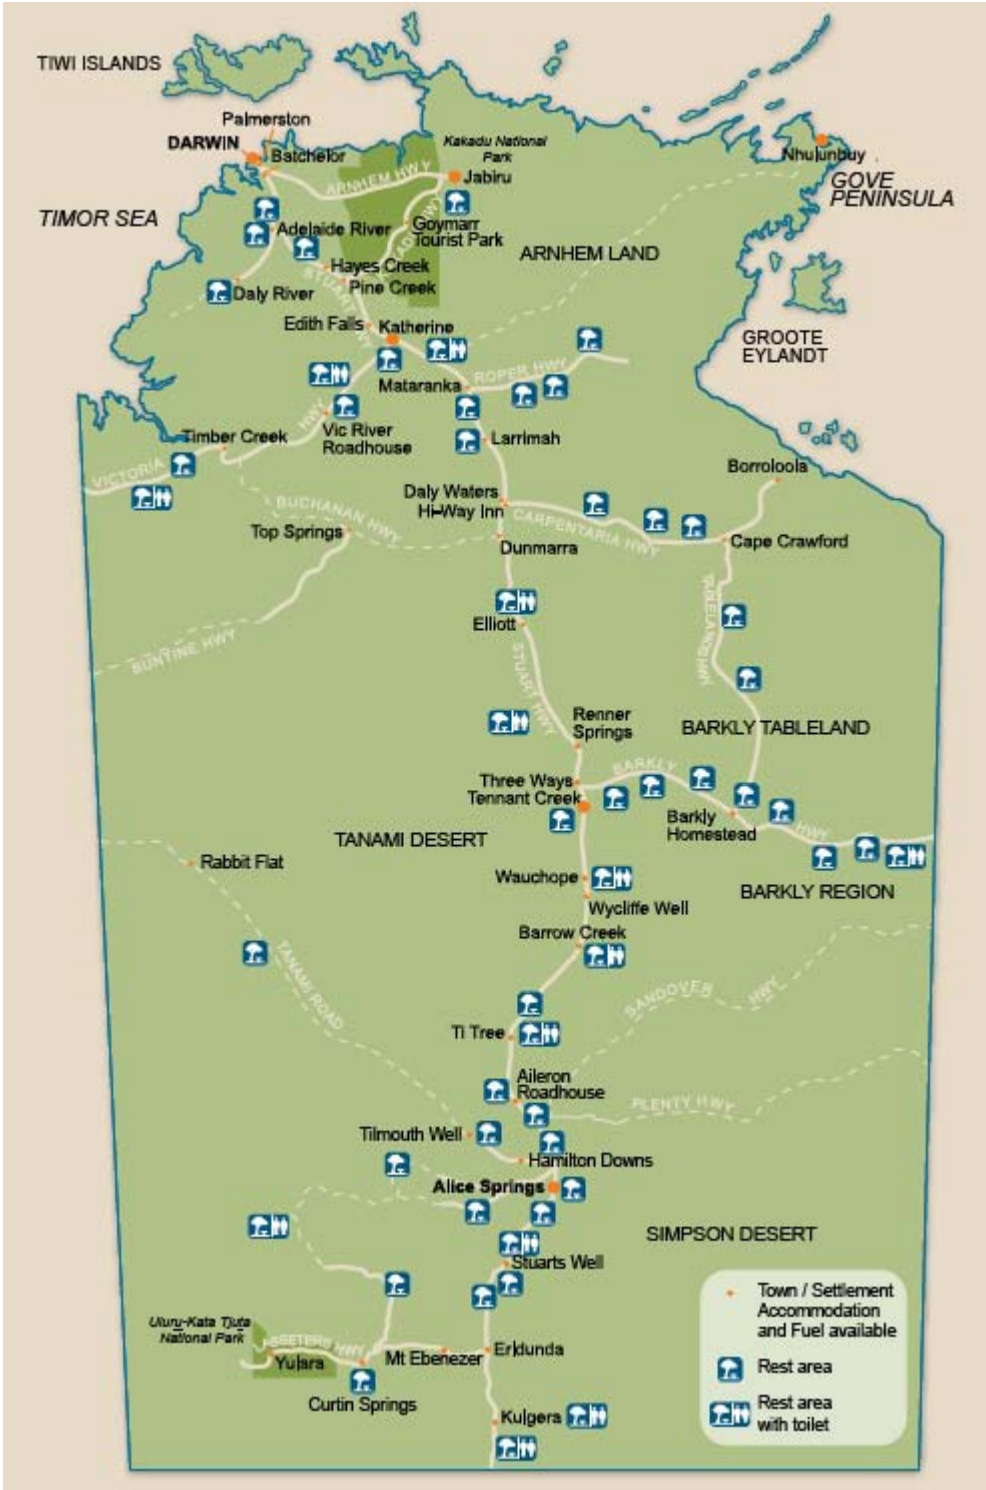 TIWI ISLANDS
Palmerston
DARWIN
Batchelor
Kakadu National
Park
Nhulunbuy
GOVE
PENINSULA
ARNHEM HWY
Jabiru
TIMOR SEA
Adelaide River
Goymarr
Tourist Park
ARNHEM LAND
Hayes Creek
STUART HWY
Pine Creek
Daly River
Edith Falls
Katherine
GROOTE
EYLANDT
ROPER HWY
Mataranka
Timber Creek
HWY
Vic River
Roadhouse
Larrimah
VICTORIA
Borroloola
Daly Waters
Hi-Way Inn
BUCHANAN HWY
CARPENTARIA HWY
Top Springs
Dunmarra
Cape Crawford
BUNTINE HWY
Elliott
STUART HWY
Renner
Springs
BARKLY TABLELAND
BARKLY
Three Ways
Tennant Creek
Barkly
Homestead
HWY
TANAMI DESERT
Rabbit Flat
Wauchope
BARKLY REGION
Wycliffe Well
Barrow Creek
TANAMI ROAD
SANDOVER HWY
Ti Tree
Aileron
Roadhouse
PLENTY HWY
Tilmouth Well
Hamilton Downs
Alice Springs
SIMPSON DESERT
Stuarts Well
Uluru-Kata Tjuta
National Park
Yulara
Mt Ebenezer
Erldunda
Curtin Springs
Kulgera
Town / Settlement
Accommodation
and Fuel available
Rest area
Rest area
with toilet